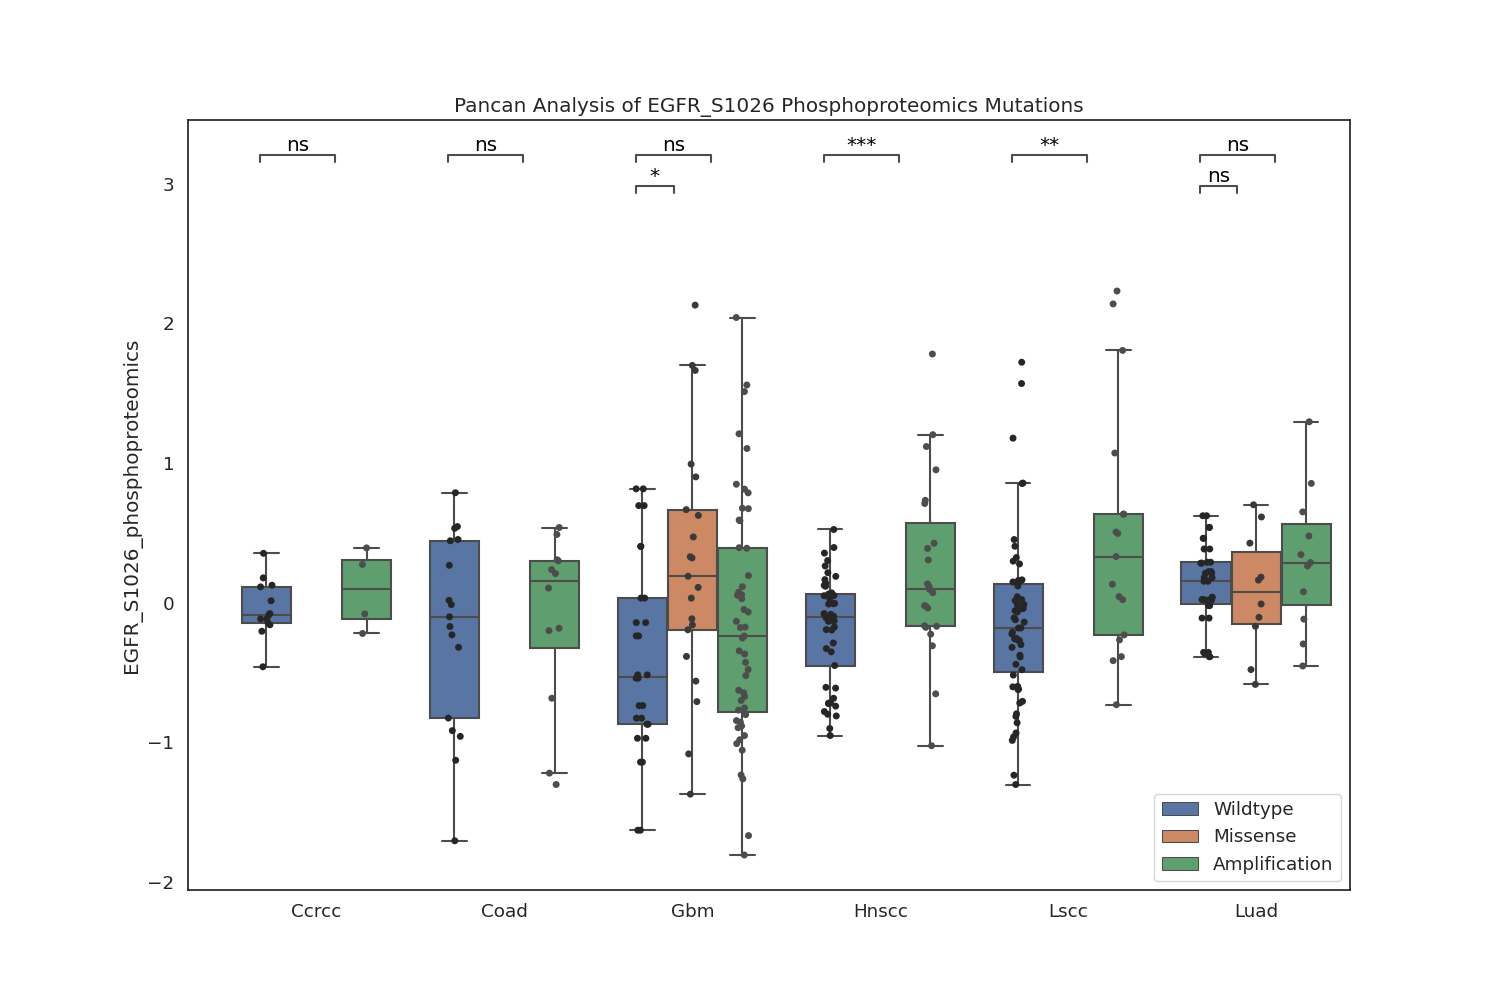 Pancan Analysis of EGFR_S1026 Phosphoproteomics Mutations
ns
ns
ns
***
**
ns
*
ns
EGFR_S1026_phosphoproteomics
3
2
1
0
−1
−2
Wildtype
Missense
Amplification
Ccrcc
Coad
Gbm
Hnscc
Lscc
Luad